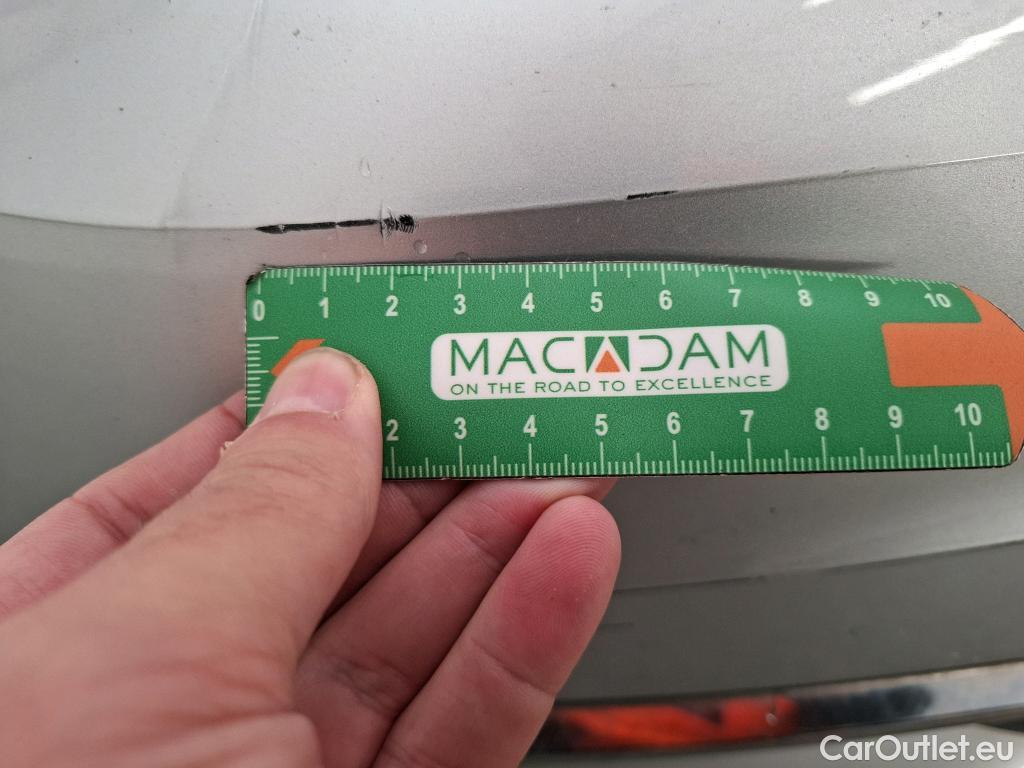 0 1 2 3 4 5 6 7 8 9 10
MACADAM
ON THE ROAD TO EXCELLENCE
2 3 4 5 6 7 8 9 10
CarOutlet.eu